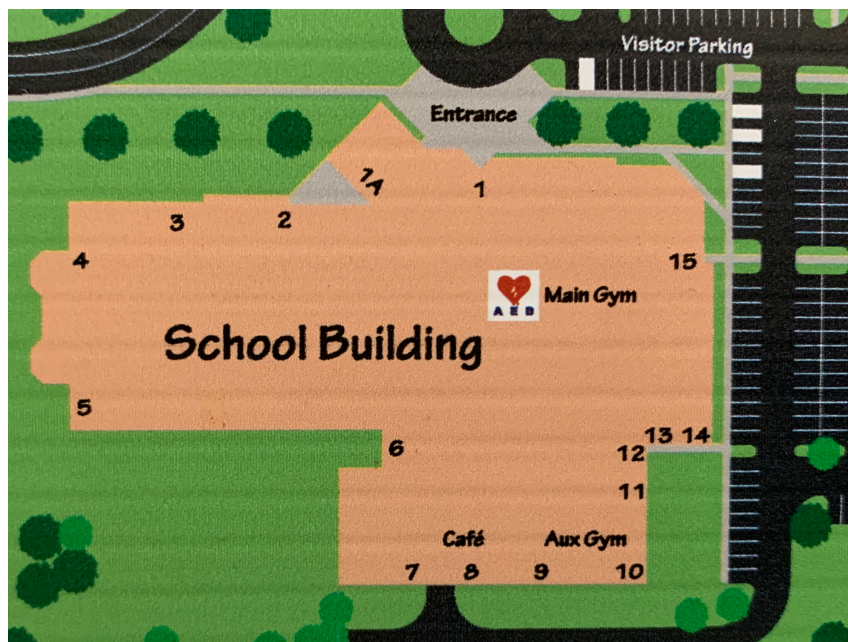 Visitor Parking
Entrance
1A
1
2
3
4
15
AED
Main Gym
School Building
5
6
13 14
12
11
Café
Aux Gym
7
8
9
10